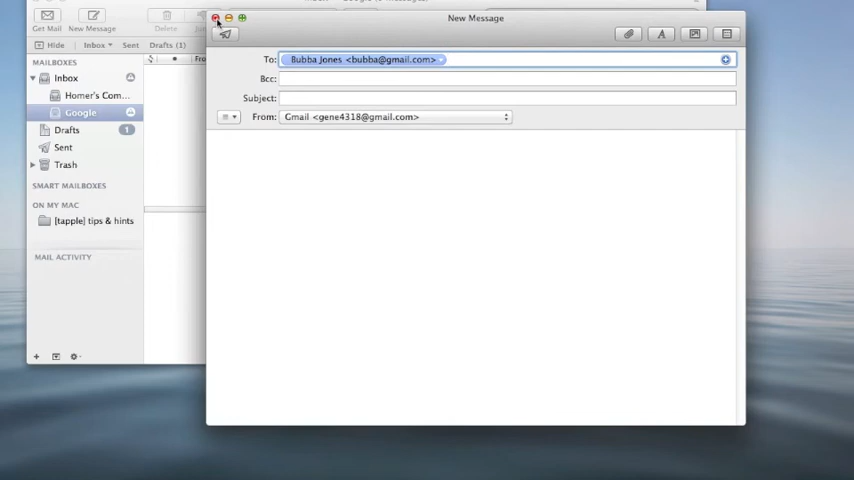 New Message
Get Mail New Message Delete
Hide Inbox Sent Drafts (1)
MAILBOXES
Inbox
Homer's Com...
Google
Drafts 1
Sent
Trash
SMART MAILBOXES
ON MY MAC
[tapple] tips & hints
MAIL ACTIVITY
To: Bubba Jones <bubba@gmail.com>
Bcc:
Subject:
From: Gmail <gene4318@gmail.com>